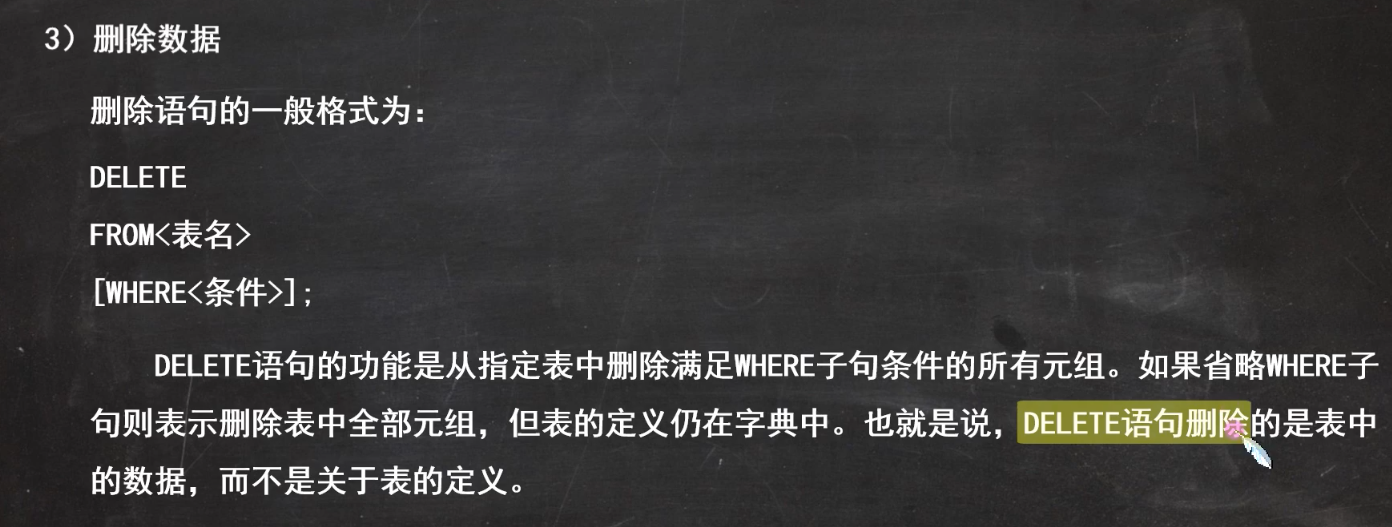 3）删除数据
删除语句的一般格式为：
DELETE
FROM<表名>
[WHERE<条件>];
DELETE语句的功能是从指定表中删除满足WHERE子句条件的所有元组。如果省略WHERE子
句则表示删除表中全部元组，但表的定义仍在字典中。也就是说，DELETE语句删除的是表中
的数据，而不是关于表的定义。